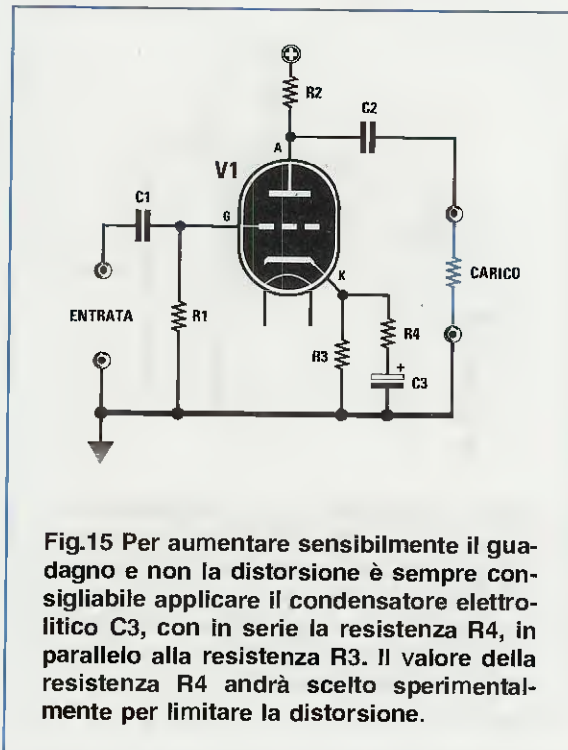 R2
C2
A
V1
C1
G
K
CARICO
ENTRATA
R1
R3
R4
+
C3
Fig.15 Per aumentare sensibilmente il gua-
dagno e non la distorsione è sempre con-
sigliabile applicare il condensatore elettro-
litico C3, con in serie la resistenza R4, in
parallelo alla resistenza R3. Il valore della
resistenza R4 andrà scelto sperimental-
mente per limitare la distorsione.